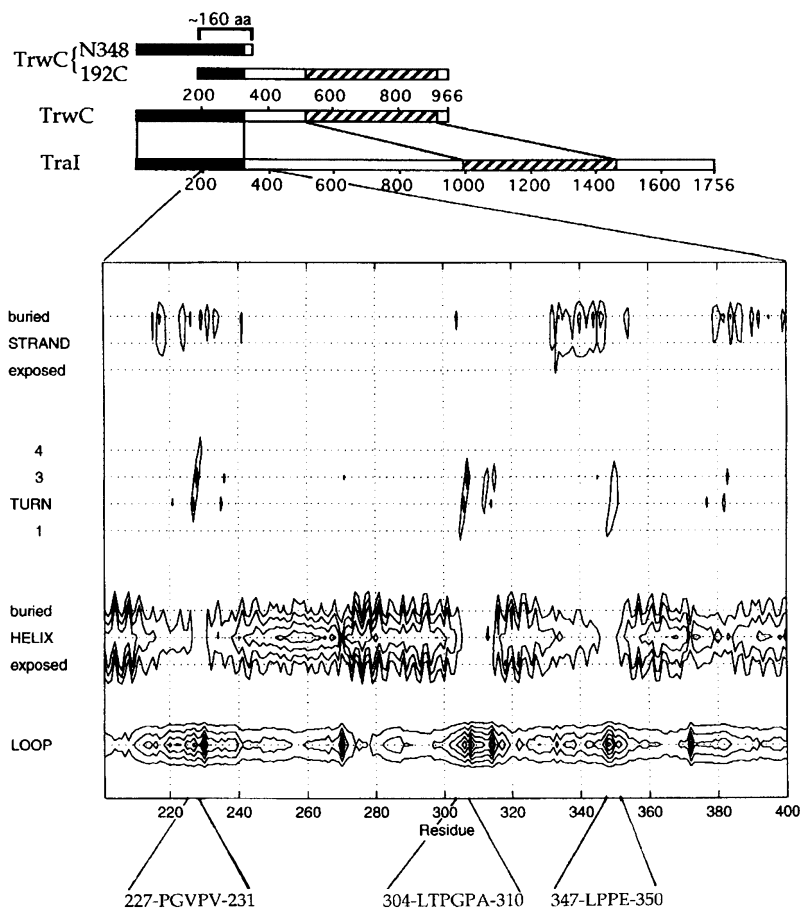 ~160 aa
TrwC { N348
192C
200 400 600 800 966
TrwC
TraI
200 400 600 800 1000 1200 1400 1600 1756
buried
STRAND
exposed
4
3
TURN
1
buried
HELIX
exposed
LOOP
220 240 260 280 300 320 340 360 380 400
Residue
227-PGVPV-231 304-LTPGPA-310 347-LPPE-350